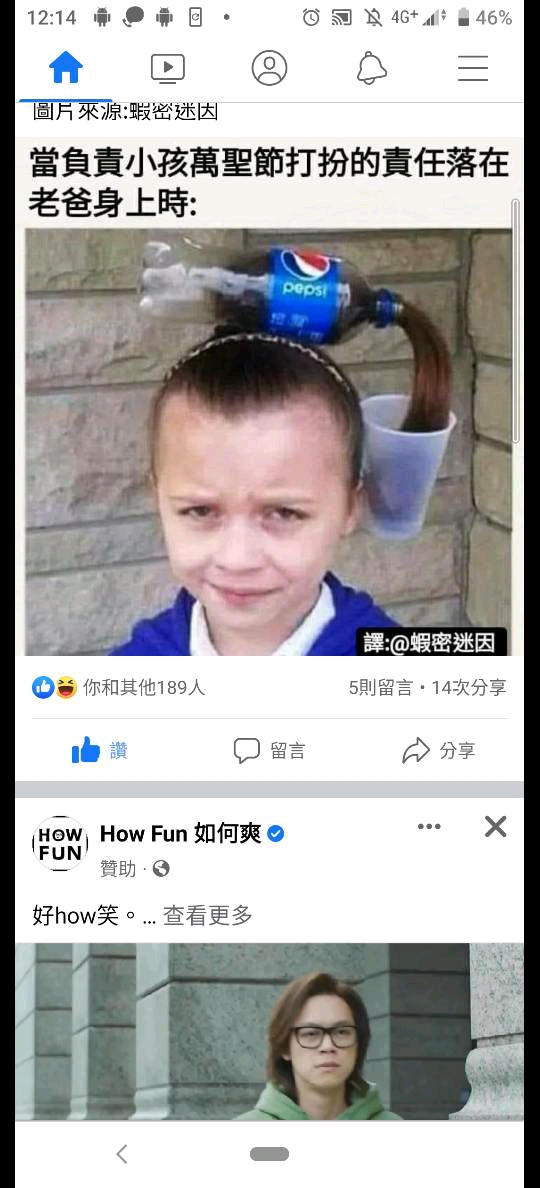 12:14
4G+
46%
圖片來源:蝦密迷因
當負責小孩萬聖節打扮的責任落在
老爸身上時:
pepsi
譯:@蝦密迷因
你和其他189人
5則留言・14次分享
讚
留言
分享
HOW
FUN
How Fun 如何爽
贊助 ·
好how笑。... 查看更多